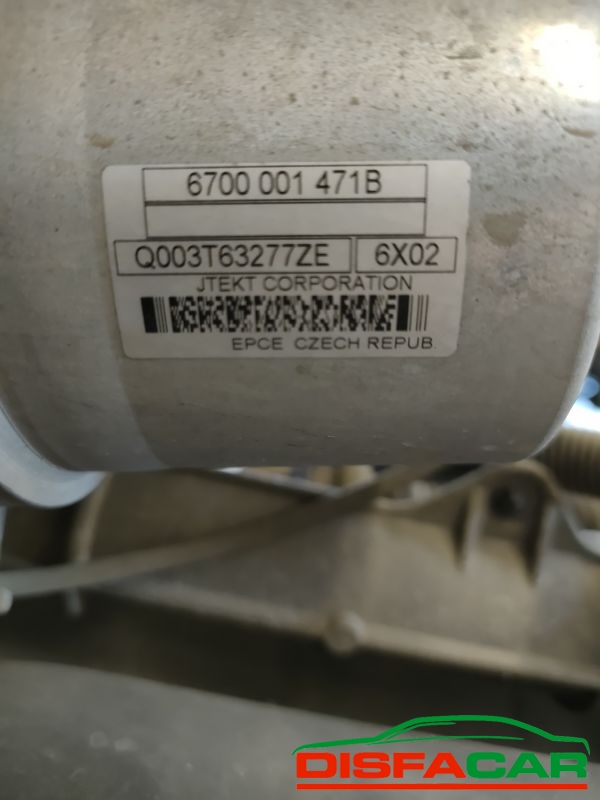 6700 001 471B
Q003T63277ZE 6X02
JTEKT CORPORATION
EPCE CZECH REPUB.
DISFACAR